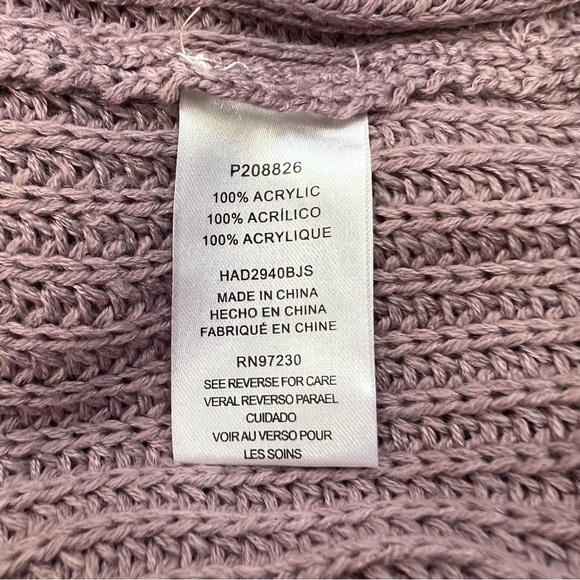 P208826
100% ACRYLIC
100% ACRÍLICO
100% ACRYLIQUE
HAD2940BJS
MADE IN CHINA
HECHO EN CHINA
FABRIQUÉ EN CHINE
RN97230
SEE REVERSE FOR CARE
VERAL REVERSO PARAEL
CUIDADO
VOIR AU VERSO POUR
LES SOINS